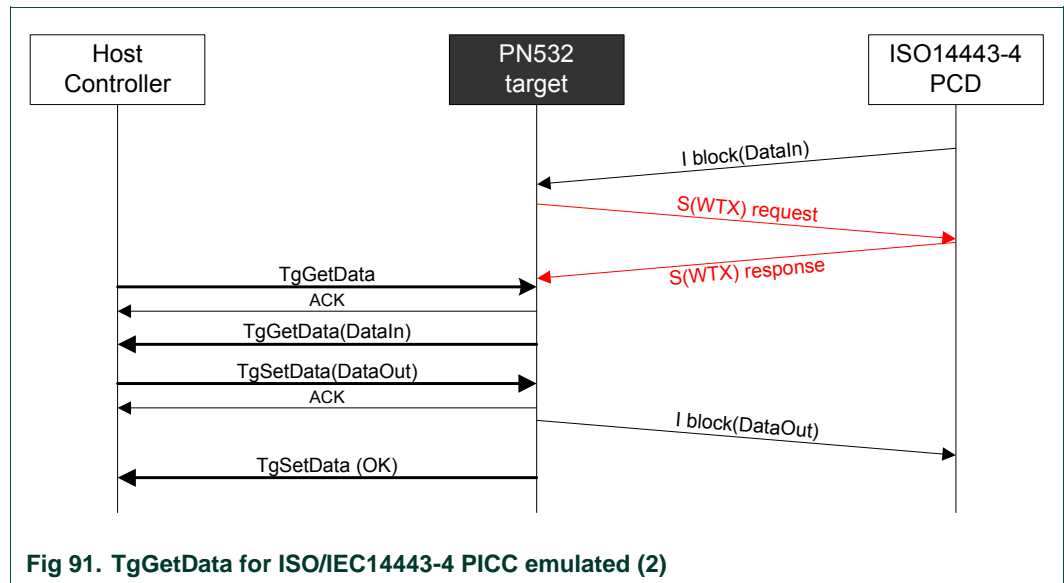 Host
Controller
PN532
target
ISO14443-4
PCD
I block(DataIn)
S(WTX) request
S(WTX) response
TgGetData
ACK
TgGetData(DataIn)
TgSetData(DataOut)
ACK
I block(DataOut)
TgSetData (OK)
Fig 91. TgGetData for ISO/IEC14443-4 PICC emulated (2)